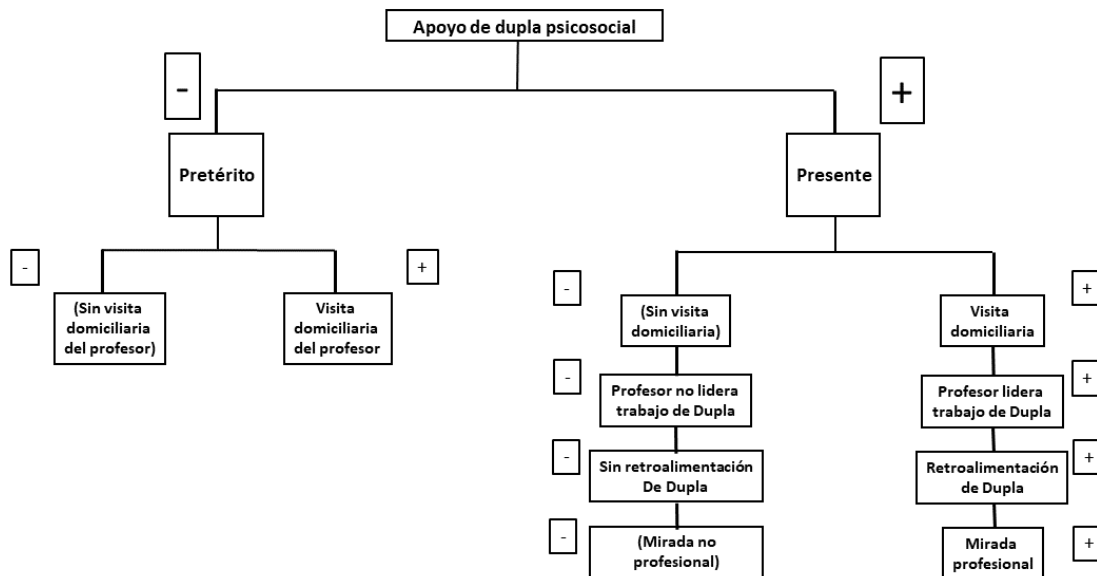 Apoyo de dupla psicosocial
-
+
Pretérito
Presente
-
+
(Sin visita
domiciliaria
del profesor)
Visita
domiciliaria
del profesor
-
(Sin visita
domiciliaria)
Visita
domiciliaria
+
-
Profesor no lidera
trabajo de Dupla
Profesor lidera
trabajo de Dupla
+
-
Sin retroalimentación
De Dupla
Retroalimentación
de Dupla
+
-
(Mirada no
profesional)
Mirada
profesional
+